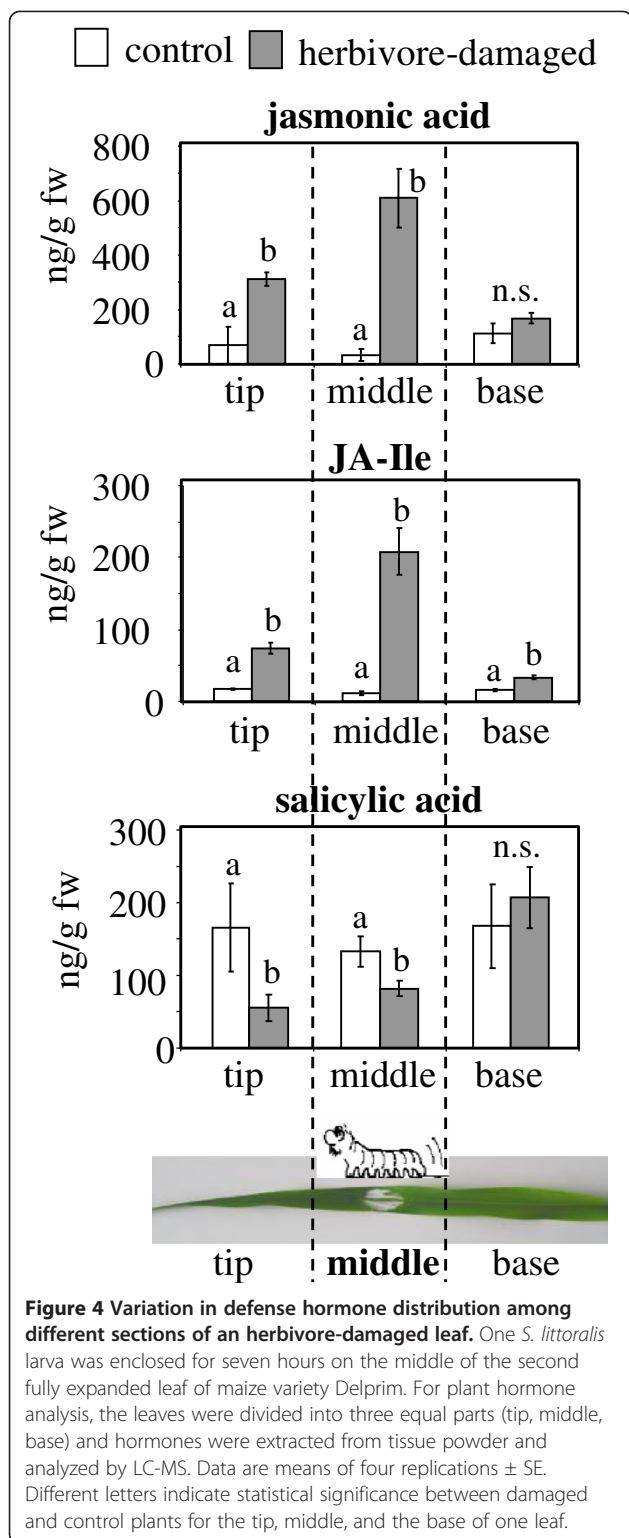 control herbivore-damaged
jasmonic acid
800
600
400
200
0
ng/g fw
a b a b n.s.
tip middle base
JA-Ile
300
200
100
0
ng/g fw
a b a b a b
tip middle base
salicylic acid
300
200
100
0
ng/g fw
a b a b n.s.
tip middle base
tip middle base
Figure 4 Variation in defense hormone distribution among
different sections of an herbivore-damaged leaf. One S. littoralis
larva was enclosed for seven hours on the middle of the second
fully expanded leaf of maize variety Delprim. For plant hormone
analysis, the leaves were divided into three equal parts (tip, middle,
base) and hormones were extracted from tissue powder and
analyzed by LC-MS. Data are means of four replications ± SE.
Different letters indicate statistical significance between damaged
and control plants for the tip, middle, and the base of one leaf.